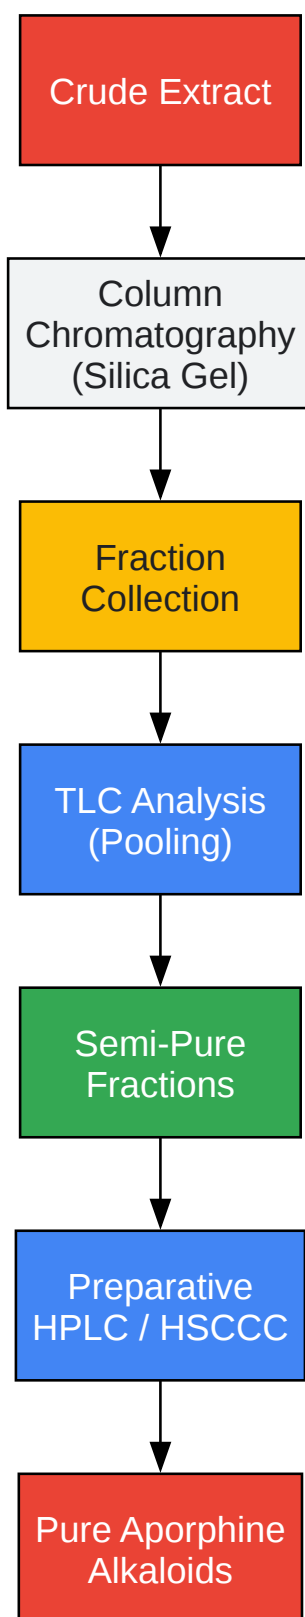 Crude Extract
Column
Chromatography
(Silica Gel)
Fraction
Collection
TLC Analysis
(Pooling)
Semi-Pure
Fractions
Preparative
HPLC / HSCCC
Pure Aporphine
Alkaloids